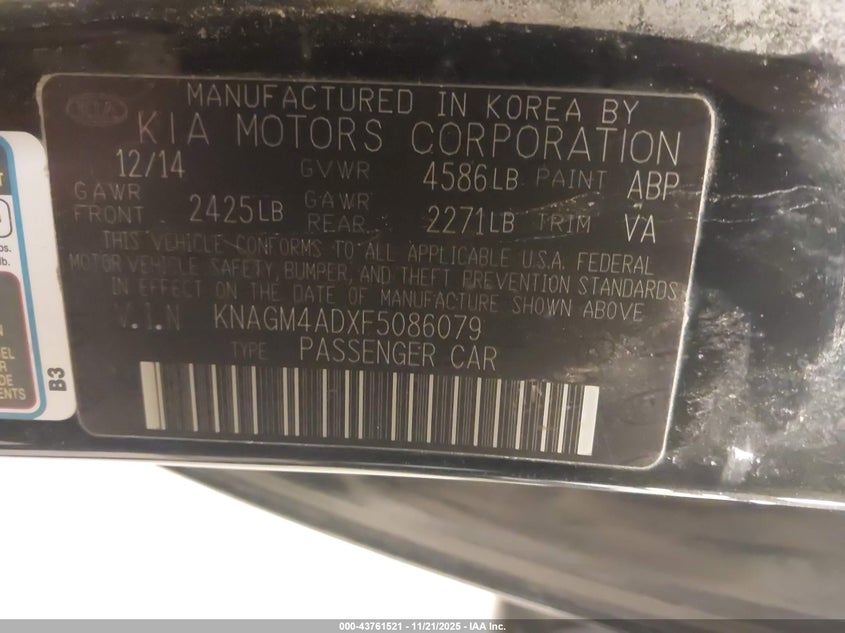 KIA
MANUFACTURED IN KOREA BY
KIA MOTORS CORPORATION
12/14 GVWR 4586LB PAINT ABP
GAWR FRONT 2425LB GAWR REAR 2271LB TRIM VA
THIS VEHICLE CONFORMS TO ALL APPLICABLE U.S.A. FEDERAL
MOTOR VEHICLE SAFETY, BUMPER, AND THEFT PREVENTION STANDARDS
IN EFFECT ON THE DATE OF MANUFACTURE SHOWN ABOVE
V.I.N KNAGM4ADXF5086079
TYPE PASSENGER CAR
B3
000-43761521 - 11/21/2025 - IAA Inc.